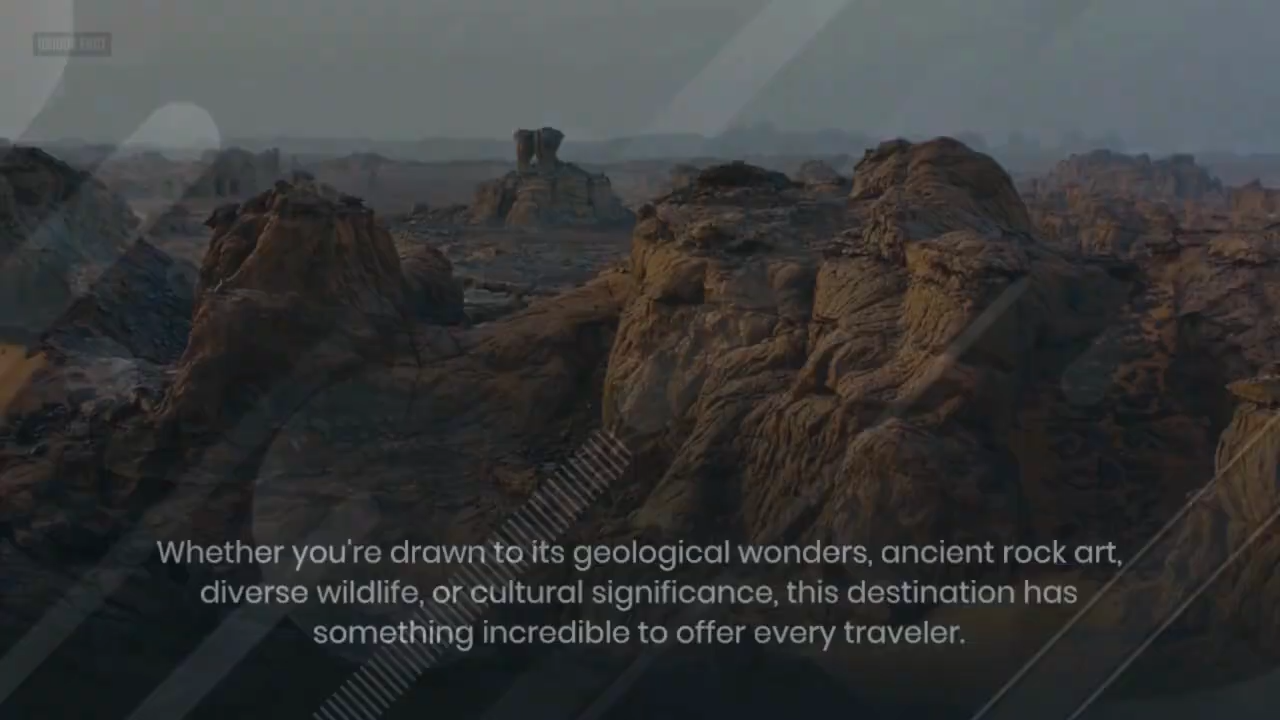 Whether you're drawn to its geological wonders, ancient rock art,
diverse wildlife, or cultural significance, this destination has
something incredible to offer every traveler.